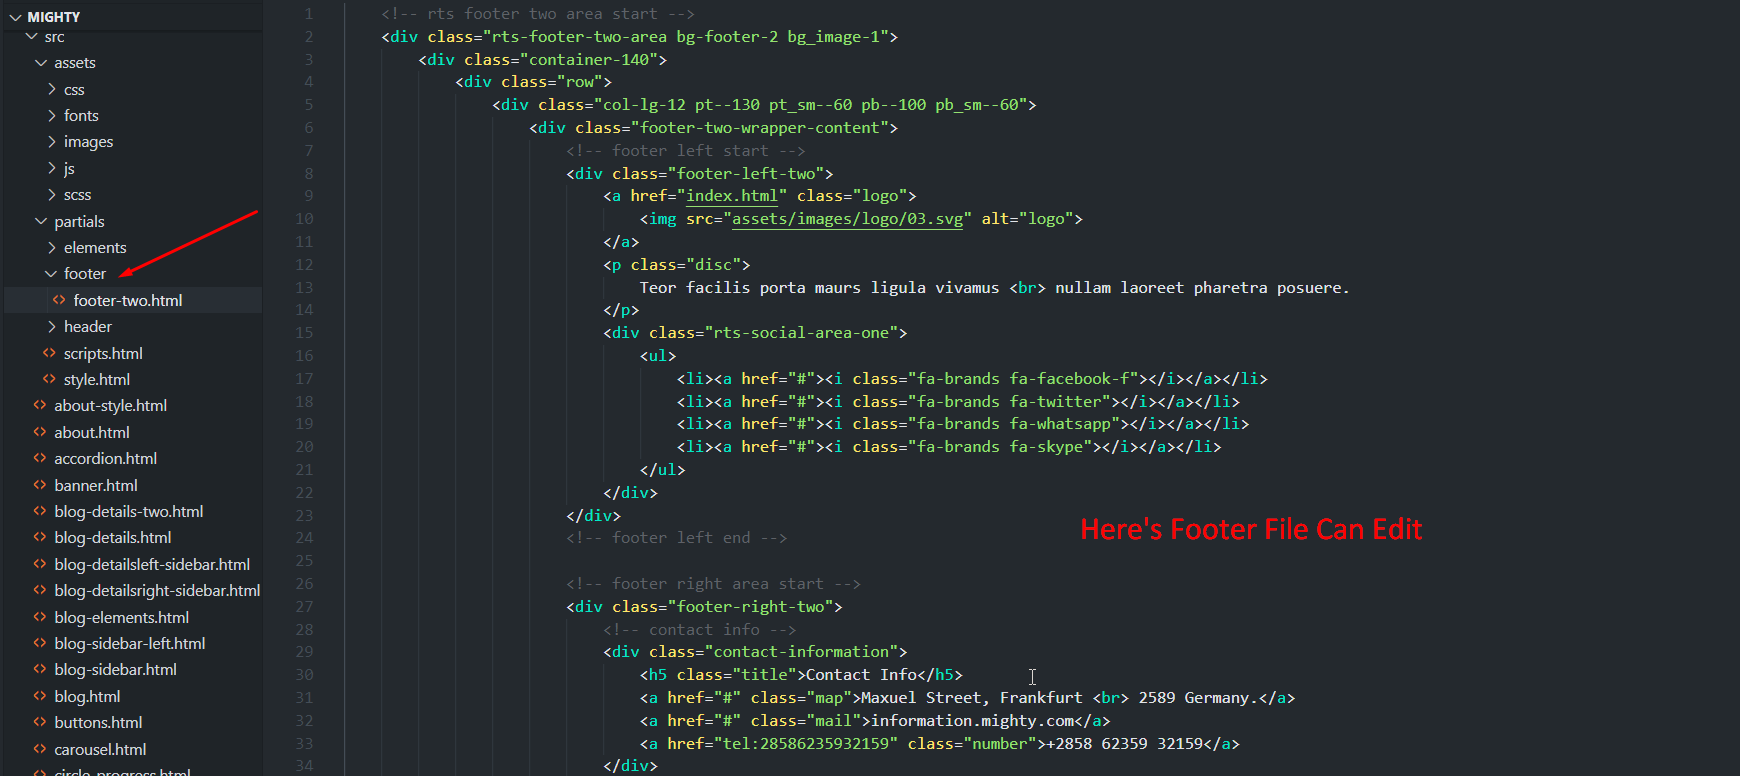 MIGHTY
src
assets
css
fonts
images
js
scss
partials
elements
footer
footer-two.html
header
scripts.html
style.html
about-style.html
about.html
accordion.html
banner.html
blog-details-two.html
blog-details.html
blog-detailsleft-sidebar.html
blog-detailsright-sidebar.html
blog-elements.html
blog-sidebar-left.html
blog-sidebar.html
blog.html
buttons.html
carousel.html
circle-progress.html
1 <!-- rts footer two area start -->
2 <div class="rts-footer-two-area bg-footer-2 bg_image-1">
3 <div class="container-140">
4 <div class="row">
5 <div class="col-lg-12 pt--130 pt_sm--60 pb--100 pb_sm--60">
6 <div class="footer-two-wrapper-content">
7 <!-- footer left start -->
8 <div class="footer-left-two">
9 <a href="index.html" class="logo">
10 <img src="assets/images/logo/03.svg" alt="logo">
11 </a>
12 <p class="disc">
13 Teor facilis porta maurs ligula vivamus <br> nullam laoreet pharetra posuere.
14 </p>
15 <div class="rts-social-area-one">
16 <ul>
17 <li><a href="#"><i class="fa-brands fa-facebook-f"></i></a></li>
18 <li><a href="#"><i class="fa-brands fa-twitter"></i></a></li>
19 <li><a href="#"><i class="fa-brands fa-whatsapp"></i></a></li>
20 <li><a href="#"><i class="fa-brands fa-skype"></i></a></li>
21 </ul>
22 </div>
23 </div>
24 <!-- footer left end -->
25
26 <!-- footer right area start -->
27 <div class="footer-right-two">
28 <!-- contact info -->
29 <div class="contact-information">
30 <h5 class="title">Contact Info</h5>
31 <a href="#" class="map">Maxuel Street, Frankfurt <br> 2589 Germany.</a>
32 <a href="#" class="mail">information.mighty.com</a>
33 <a href="tel:28586235932159" class="number">+2858 62359 32159</a>
34 </div>
Here's Footer File Can Edit